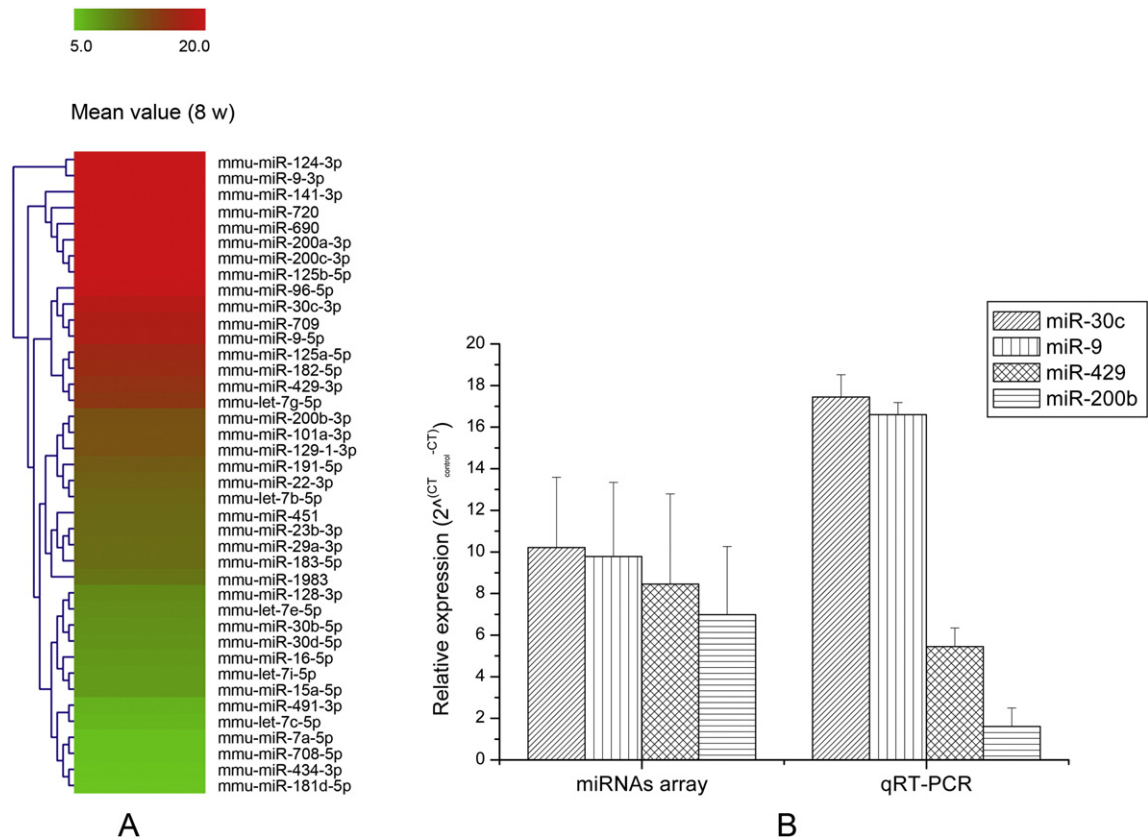 5.0 20.0
Mean value (8 w)
mmu-miR-124-3p
mmu-miR-9-3p
mmu-miR-141-3p
mmu-miR-720
mmu-miR-690
mmu-miR-200a-3p
mmu-miR-200c-3p
mmu-miR-125b-5p
mmu-miR-96-5p
mmu-miR-30c-3p
mmu-miR-709
mmu-miR-9-5p
mmu-miR-125a-5p
mmu-miR-182-5p
mmu-miR-429-3p
mmu-let-7g-5p
mmu-miR-200b-3p
mmu-miR-101a-3p
mmu-miR-129-1-3p
mmu-miR-191-5p
mmu-miR-22-3p
mmu-let-7b-5p
mmu-miR-451
mmu-miR-23b-3p
mmu-miR-29a-3p
mmu-miR-183-5p
mmu-miR-1983
mmu-miR-128-3p
mmu-let-7e-5p
mmu-miR-30b-5p
mmu-miR-30d-5p
mmu-miR-16-5p
mmu-let-7i-5p
mmu-miR-15a-5p
mmu-miR-491-3p
mmu-let-7c-5p
mmu-miR-7a-5p
mmu-miR-708-5p
mmu-miR-434-3p
mmu-miR-181d-5p
A
miR-30c
miR-9
miR-429
miR-200b
Relative expression (2^(CTcontrol-CT))
20
18
16
14
12
10
8
6
4
2
0
miRNAs array qRT-PCR
B